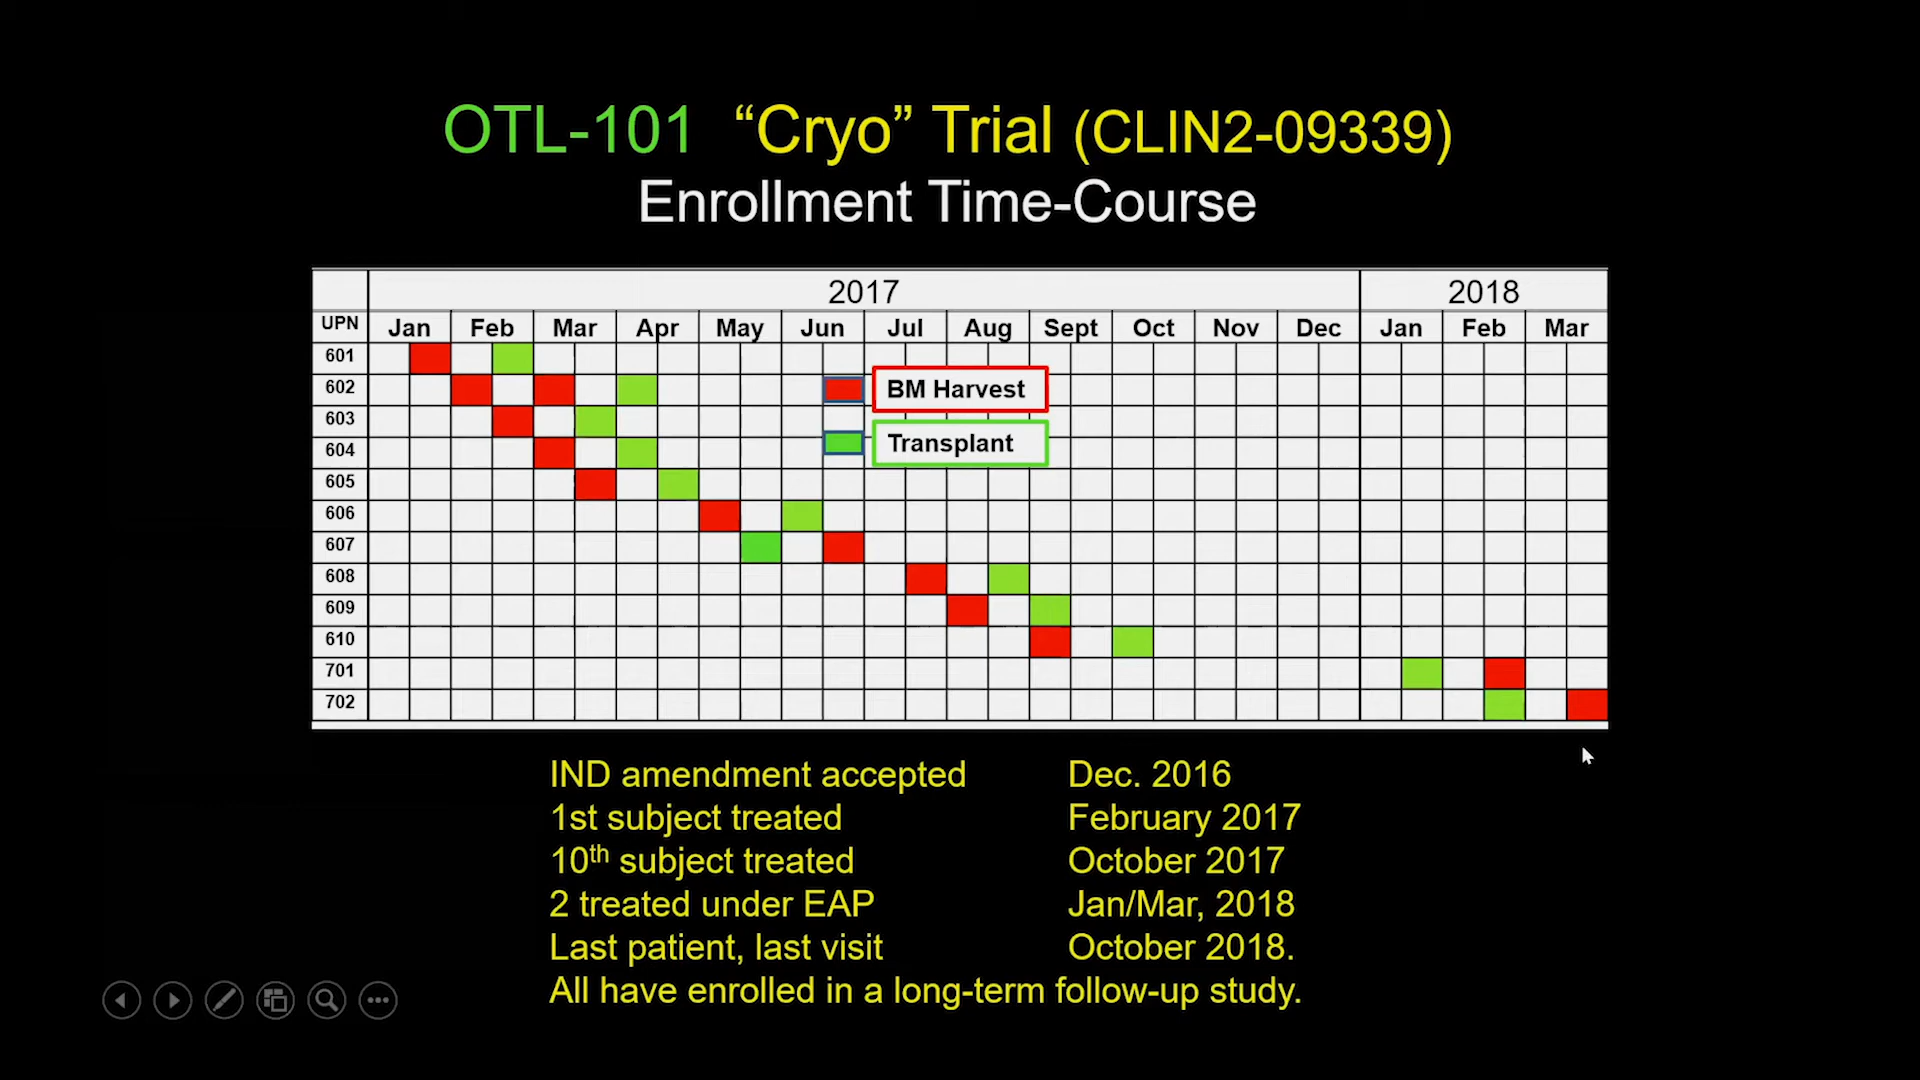 OTL-101 “Cryo” Trial (CLIN2-09339)
Enrollment Time-Course
2017 2018
UPN Jan Feb Mar Apr May Jun Jul Aug Sept Oct Nov Dec Jan Feb Mar
601
602
BM Harvest
603
604
Transplant
605
606
607
608
609
610
701
702
IND amendment accepted Dec. 2016
1st subject treated February 2017
10th subject treated October 2017
2 treated under EAP Jan/Mar, 2018
Last patient, last visit October 2018.
All have enrolled in a long-term follow-up study.